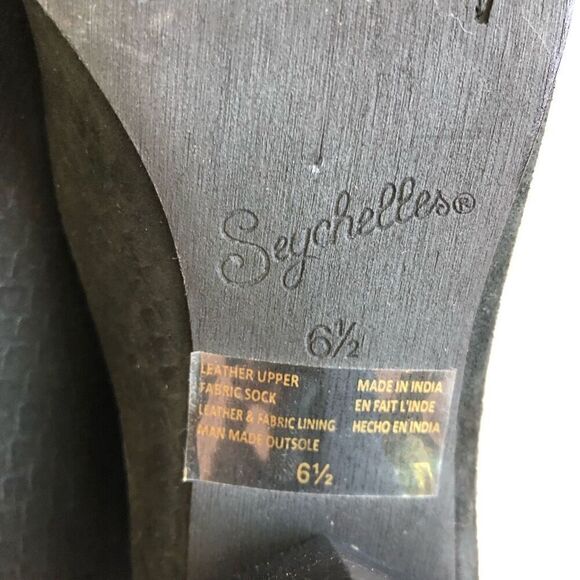 Seychelles®
6½
LEATHER UPPER
FABRIC SOCK
LEATHER & FABRIC LINING
MAN MADE OUTSOLE
MADE IN INDIA
EN FAIT L'INDE
HECHO EN INDIA
6½